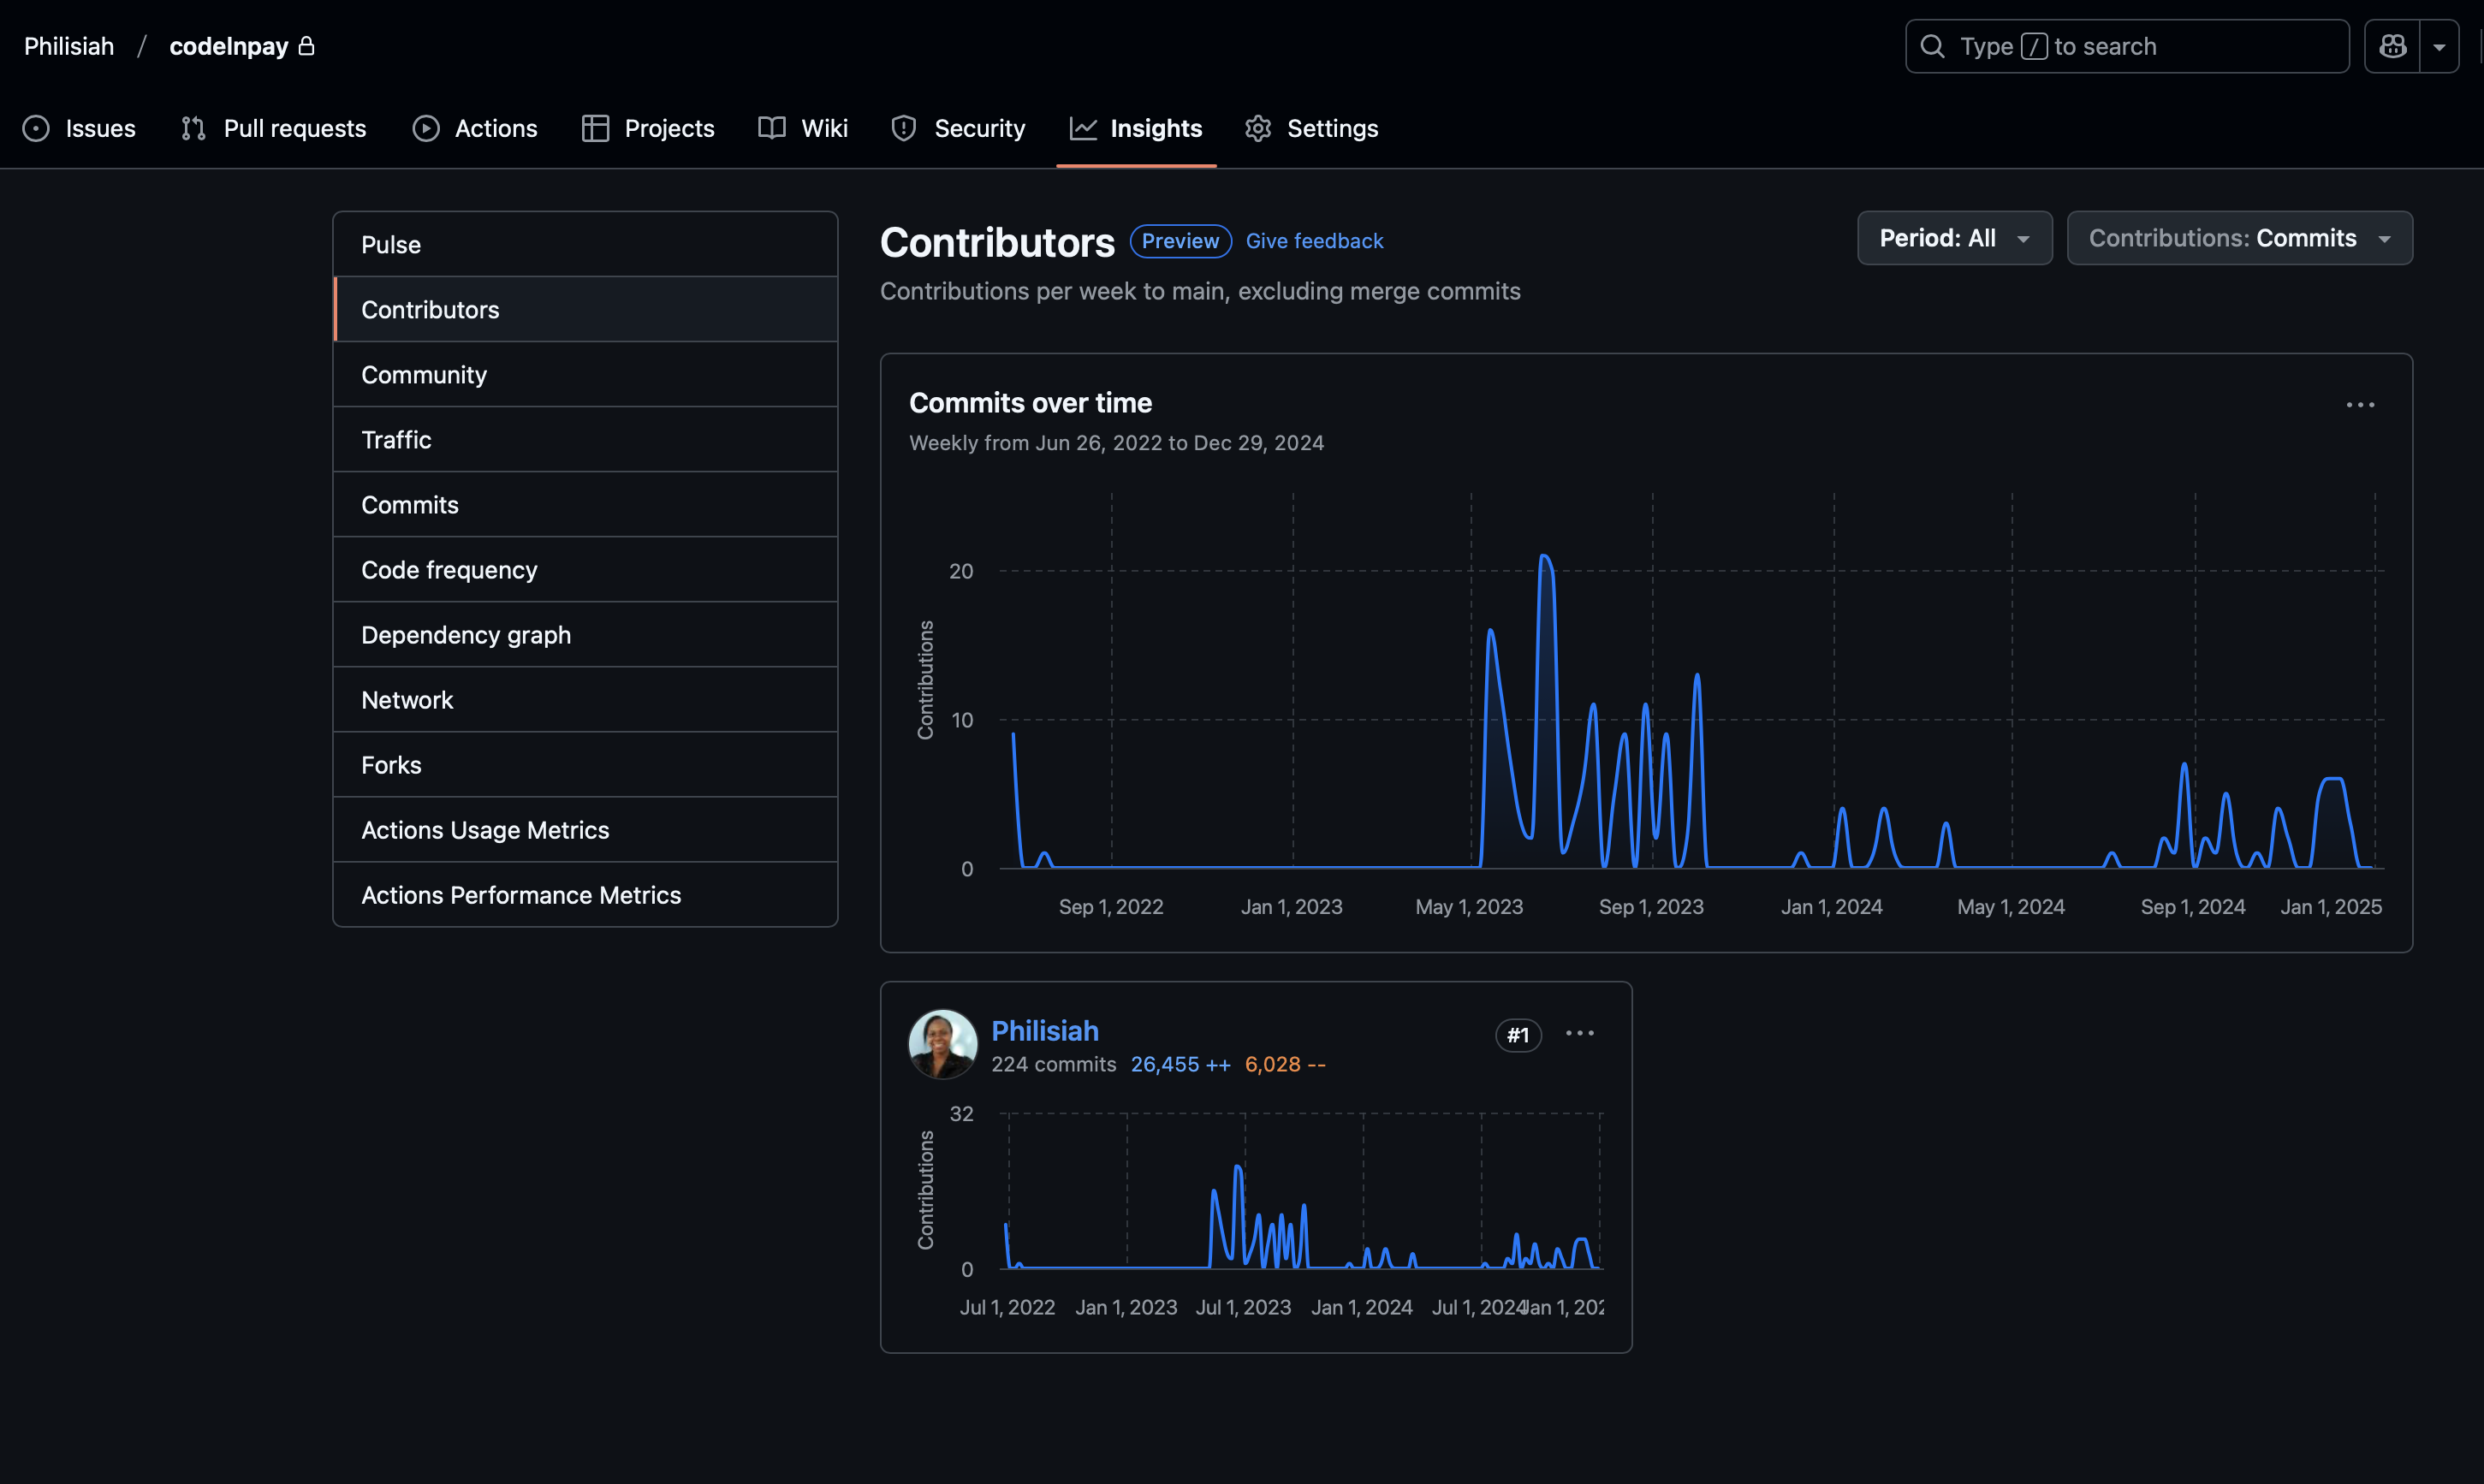 Philisiah / codeInpay
Type / to search
Issues Pull requests Actions Projects Wiki Security Insights Settings
Pulse
Contributors
Community
Traffic
Commits
Code frequency
Dependency graph
Network
Forks
Actions Usage Metrics
Actions Performance Metrics
Contributors Preview Give feedback
Period: All Contributions: Commits
Contributions per week to main, excluding merge commits
Commits over time
Weekly from Jun 26, 2022 to Dec 29, 2024
Contributions
20
10
0
Sep 1, 2022 Jan 1, 2023 May 1, 2023 Sep 1, 2023 Jan 1, 2024 May 1, 2024 Sep 1, 2024 Jan 1, 2025
Philisiah
#1
224 commits 26,455 ++ 6,028 --
Contributions
32
0
Jul 1, 2022 Jan 1, 2023 Jul 1, 2023 Jan 1, 2024 Jul 1, 2024 Jan 1, 202